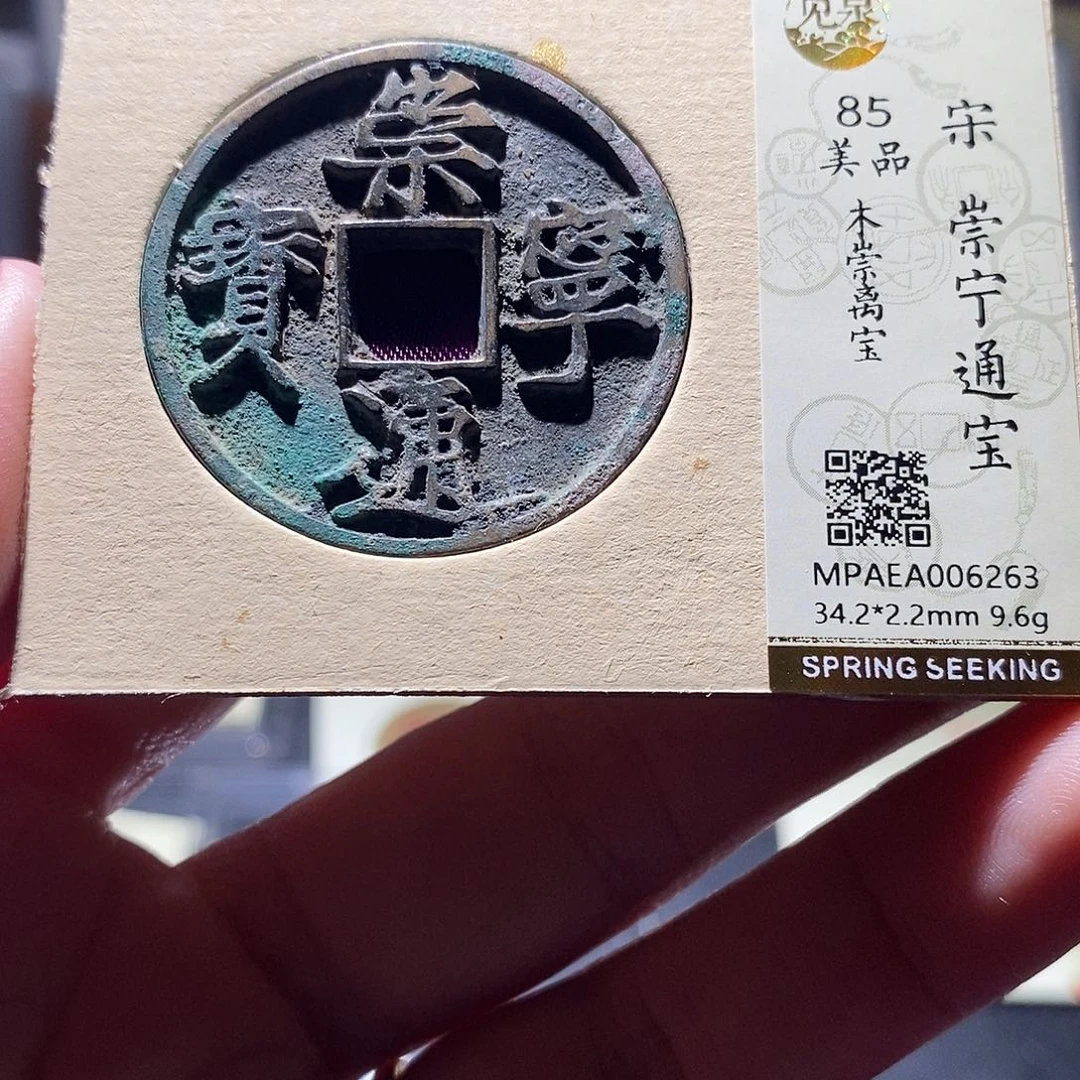 崇寧通寶
85
美品
宋 崇宁通宝
木崇离宝
MPAEA006263
34.2*2.2mm 9.6g
SPRING SEEKING